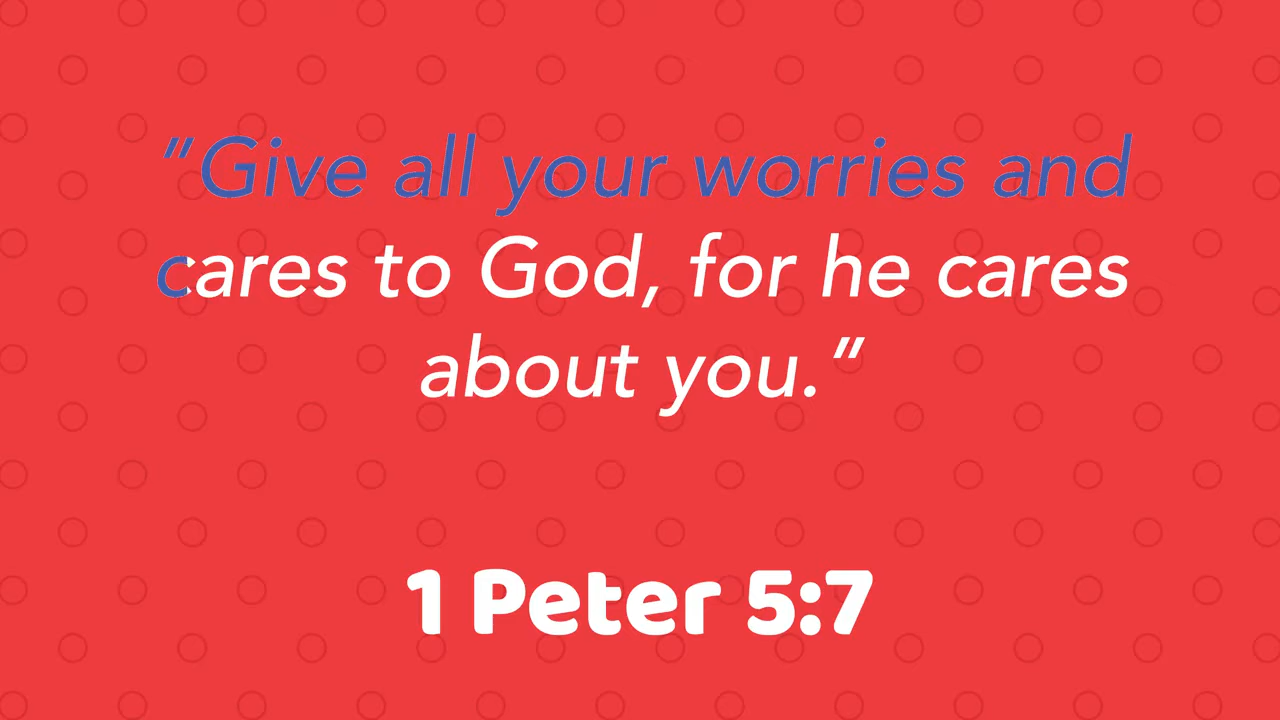 "Give all your worries and
cares to God, for he cares
about you."
1 Peter 5:7